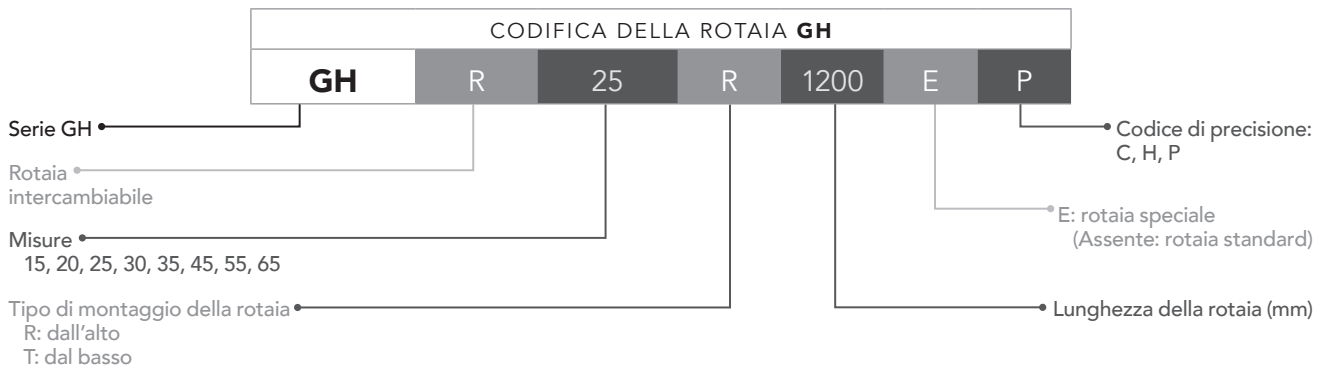 CODIFICA DELLA ROTAIA GH
GH R 25 R 1200 E P
Serie GH
Rotaia
intercambiabile
Misure
15, 20, 25, 30, 35, 45, 55, 65
Tipo di montaggio della rotaia
R: dall'alto
T: dal basso
Codice di precisione:
C, H, P
E: rotaia speciale
(Assente: rotaia standard)
Lunghezza della rotaia (mm)